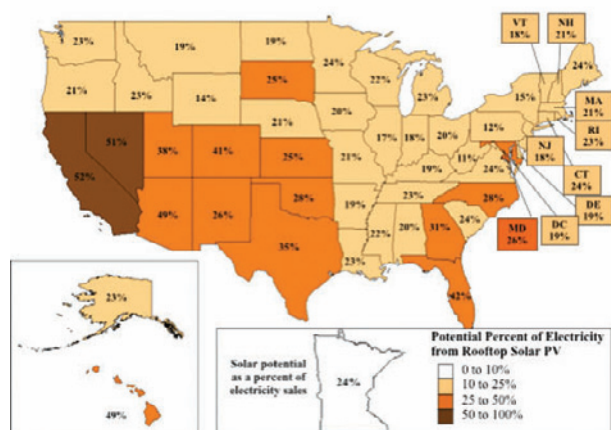 VT
18%
NH
21%
23%
19%
19%
24%
24%
21%
23%
14%
25%
22%
23%
15%
MA
21%
20%
RI
23%
51%
52%
38%
41%
21%
25%
21%
17%
18%
20%
12%
NJ
18%
CT
24%
19%
11%
24%
DE
19%
49%
26%
28%
19%
23%
28%
MD
26%
DC
19%
35%
22%
20%
31%
24%
23%
42%
23%
49%
Solar potential
as a percent of
electricity sales
24%
Potential Percent of Electricity
from Rooftop Solar PV
0 to 10%
10 to 25%
25 to 50%
50 to 100%